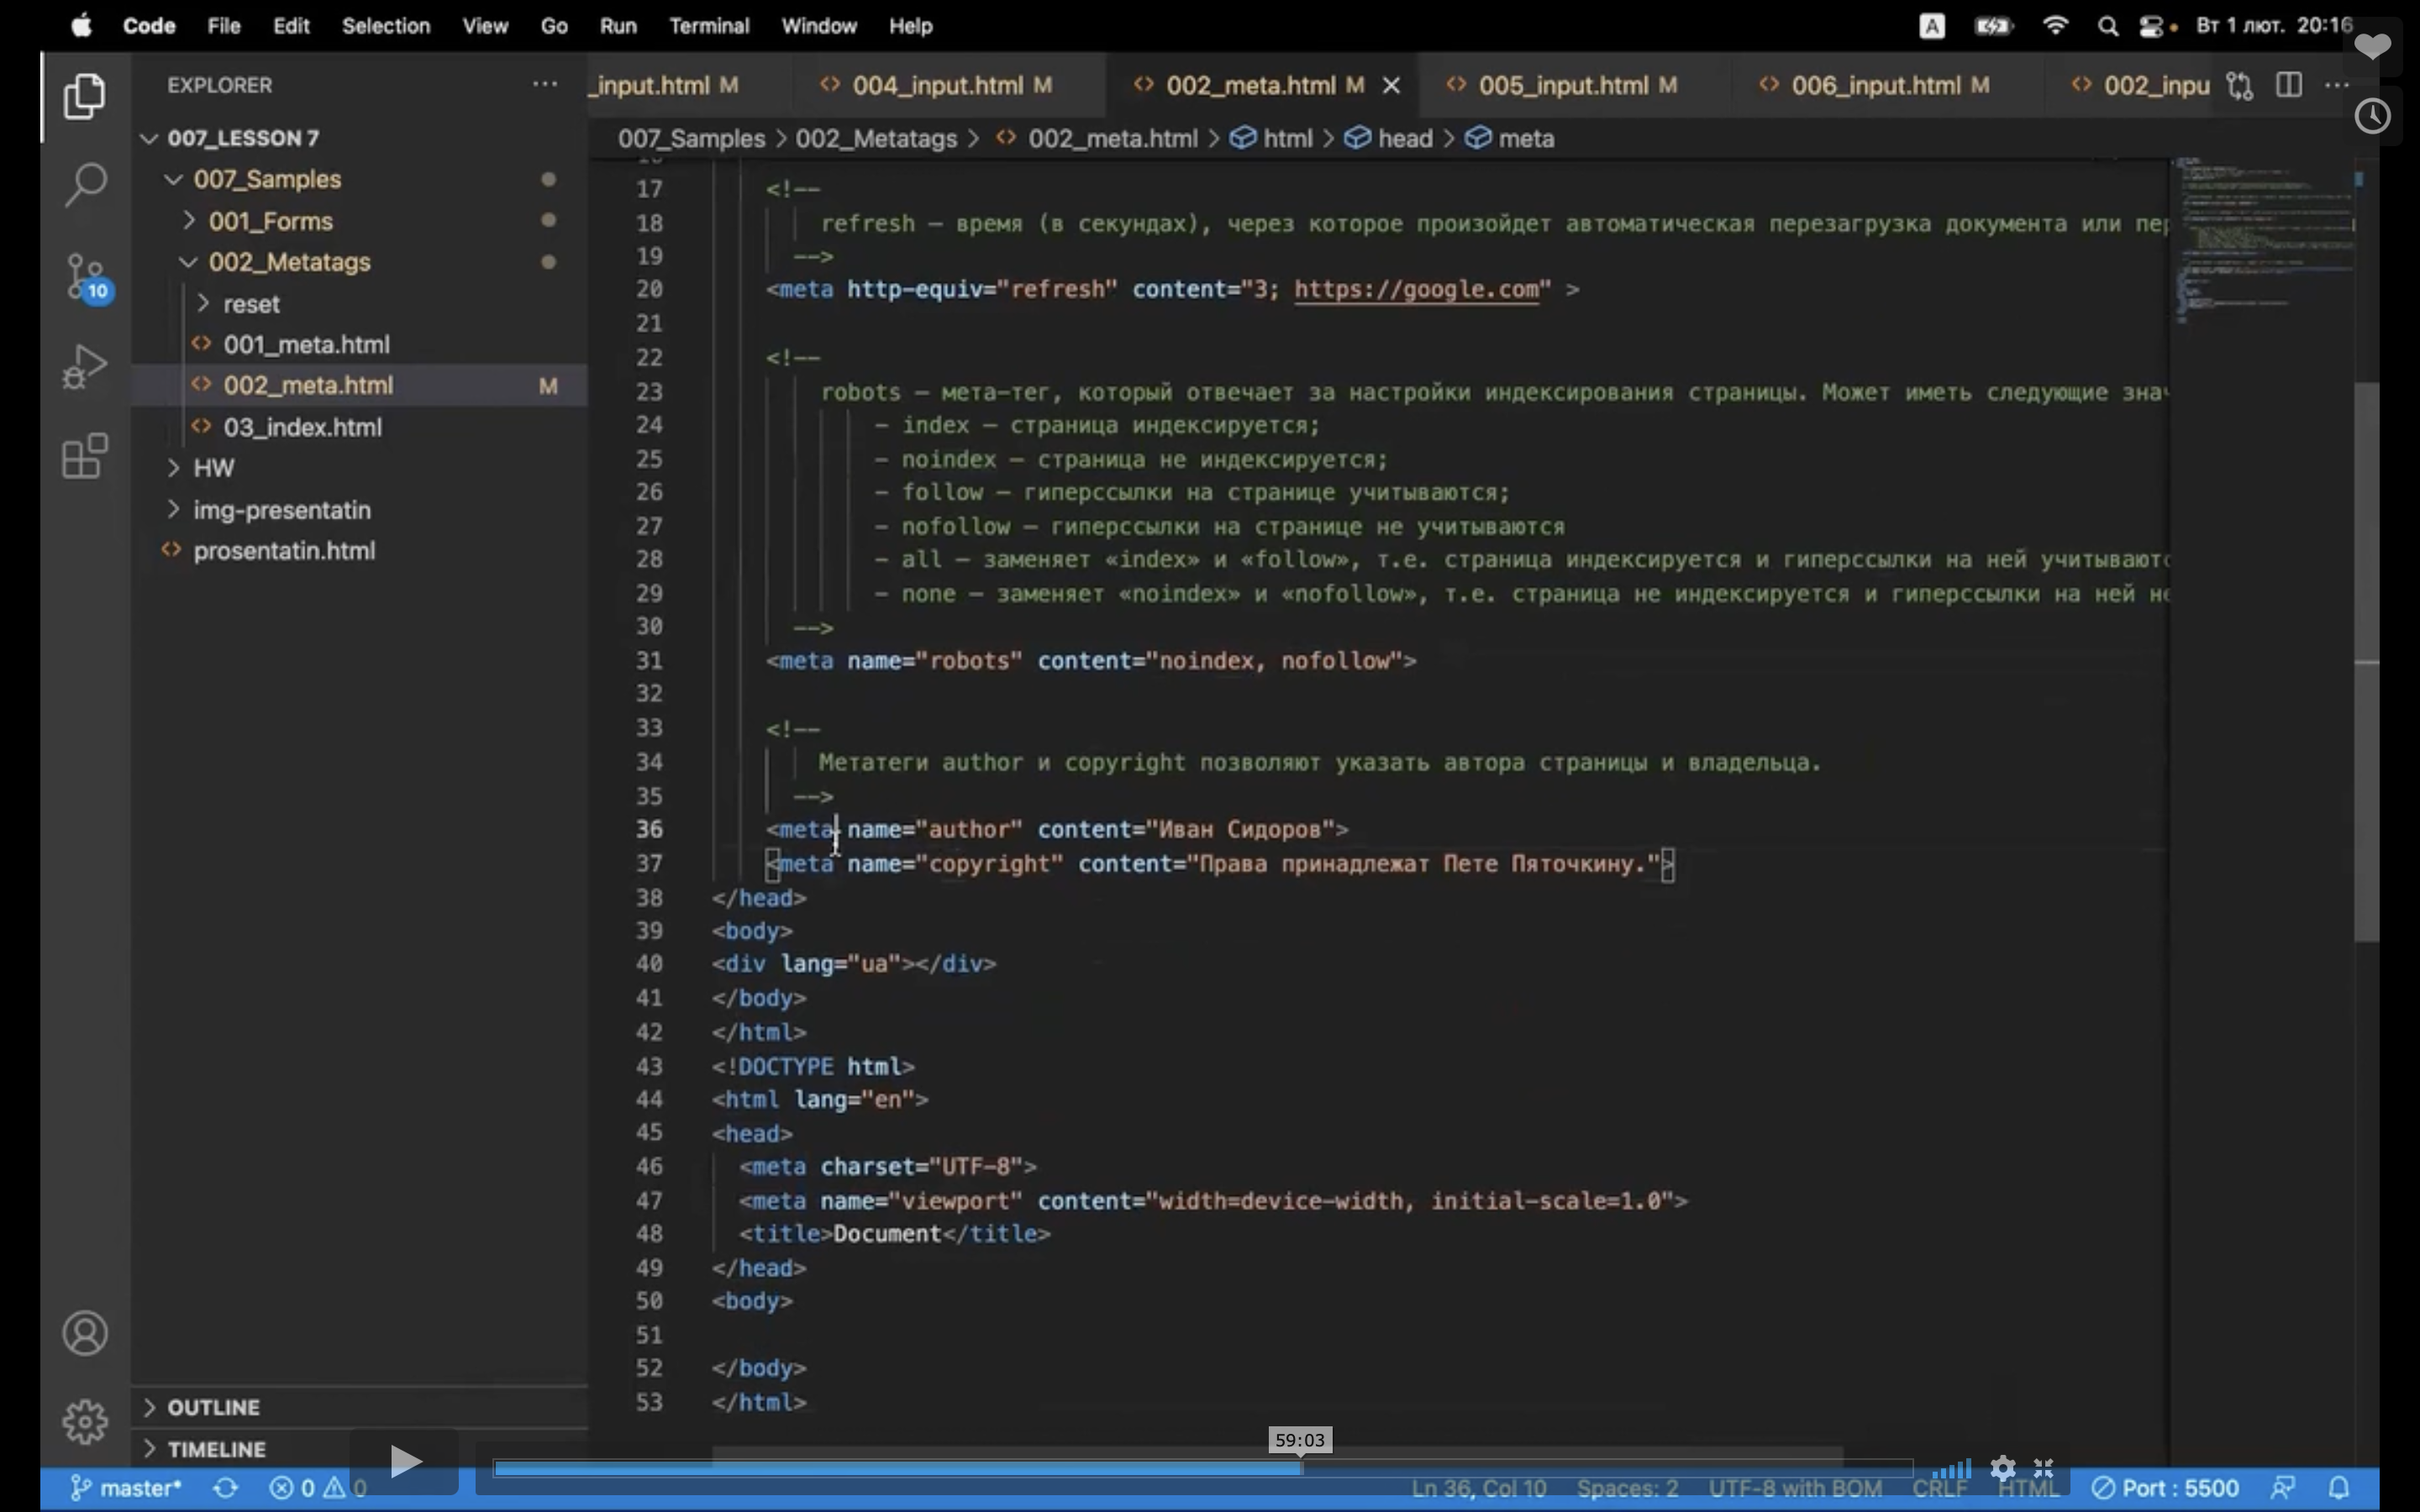 Code File Edit Selection View Go Run Terminal Window Help A Вт 1 лют. 20:16
EXPLORER ...
_input.html M 004_input.html M 002_meta.html M 005_input.html M 006_input.html M 002_inpu ...
007_Samples > 002_Metatags > 002_meta.html > html > head > meta
007_LESSON 7
007_Samples
001_Forms
002_Metatags
reset
001_meta.html
002_meta.html M
03_index.html
HW
img-presentatin
prosentatin.html
10
OUTLINE
TIMELINE
17 <!--
18 refresh – время (в секундах), через которое произойдет автоматическая перезагрузка документа или пер
19 -->
20 <meta http-equiv="refresh" content="3; https://google.com" >
21
22 <!--
23 robots – мета-тег, который отвечает за настройки индексирования страницы. Может иметь следующие знач
24 – index – страница индексируется;
25 – noindex – страница не индексируется;
26 – follow – гиперссылки на странице учитываются;
27 – nofollow – гиперссылки на странице не учитываются
28 – all – заменяет «index» и «follow», т.е. страница индексируется и гиперссылки на ней учитываютс
29 – none – заменяет «noindex» и «nofollow», т.е. страница не индексируется и гиперссылки на ней не
30 -->
31 <meta name="robots" content="noindex, nofollow">
32
33 <!--
34 Метатеги author и copyright позволяют указать автора страницы и владельца.
35 -->
36 <meta name="author" content="Иван Сидоров">
37 <meta name="copyright" content="Права принадлежат Пете Пяточкину.">
38 </head>
39 <body>
40 <div lang="ua"></div>
41 </body>
42 </html>
43 <!DOCTYPE html>
44 <html lang="en">
45 <head>
46 <meta charset="UTF-8">
47 <meta name="viewport" content="width=device-width, initial-scale=1.0">
48 <title>Document</title>
49 </head>
50 <body>
51
52 </body>
53 </html>
59:03
master* 0 0 Ln 36, Col 10 Spaces: 2 UTF-8 with BOM CRLF HTML Port : 5500